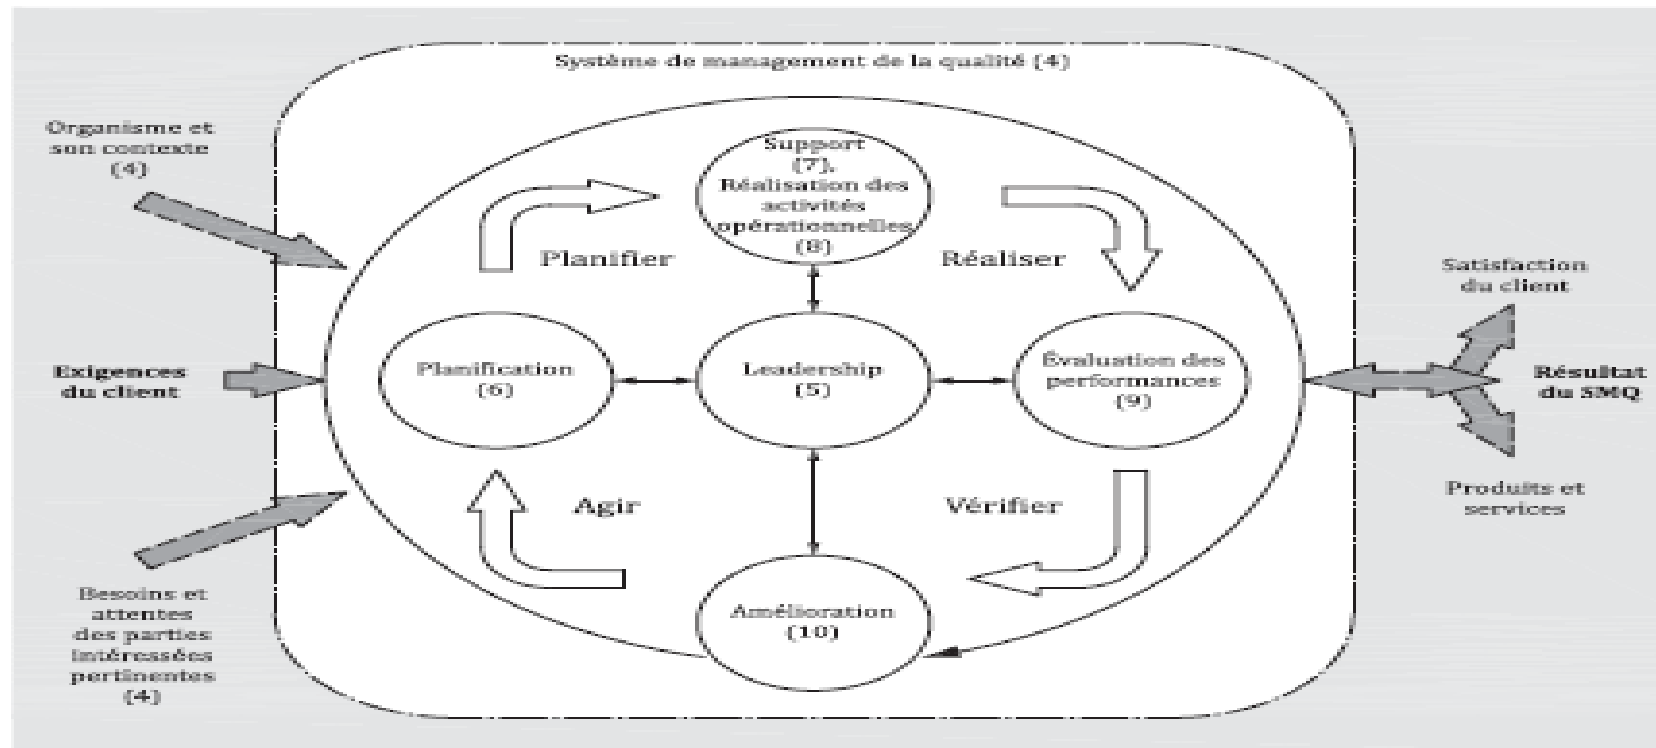 Système de management de la qualité (4)
Organisme et
son contexte
(4)
Support
(7),
Réalisation des
activités
opérationnelles
(8)
Planifier
Réaliser
Satisfaction
du client
Exigences
du client
Planification
(6)
Leadership
(5)
Évaluation des
performances
(9)
Résultat
du SMQ
Agir
Vérifier
Produits et
services
Besoins et
attentes
des parties
intéressées
pertinentes
(4)
Amélioration
(10)